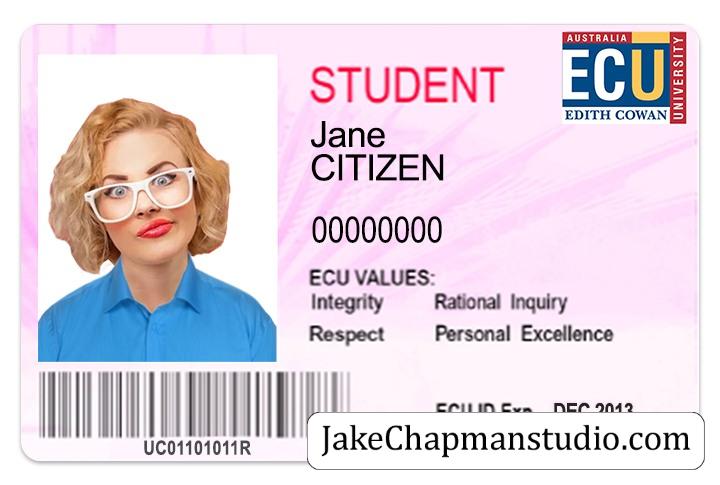 STUDENT
AUSTRALIA
ECU
EDITH COWAN
UNIVERSITY
Jane
CITIZEN
00000000
ECU VALUES:
Integrity Rational Inquiry
Respect Personal Excellence
ECU ID Exp DEC 2013
UC01101011R
JakeChapmanstudio.com